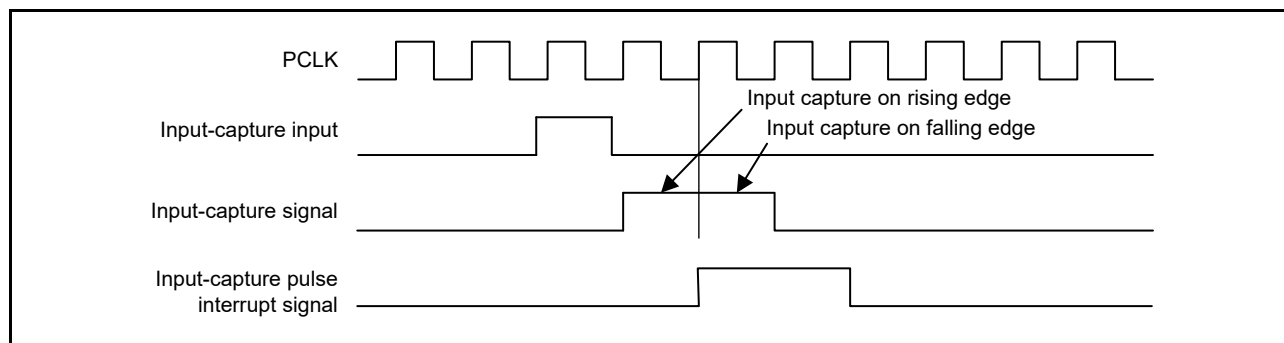 PCLK
Input capture on rising edge
Input-capture input
Input capture on falling edge
Input-capture signal
Input-capture pulse
interrupt signal